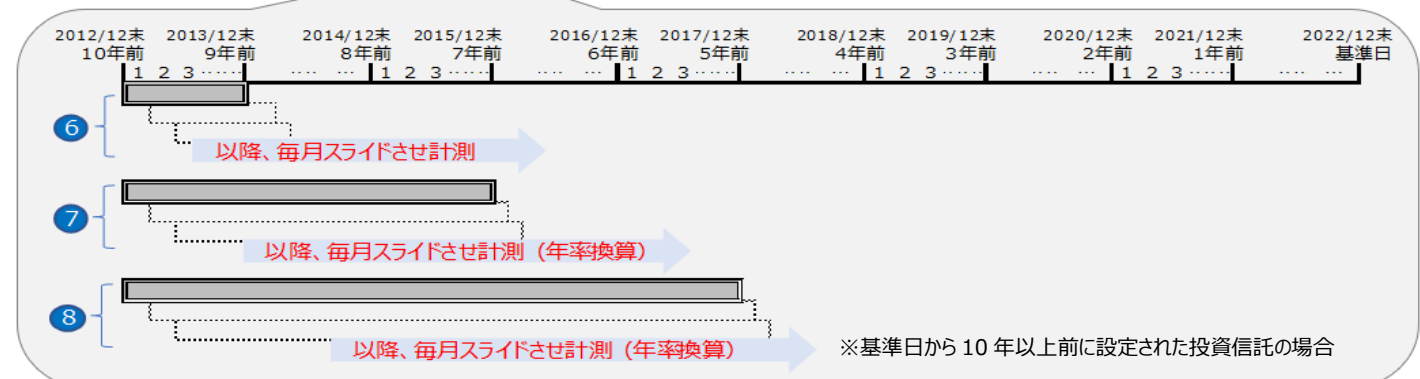 2012/12末 2013/12末 2014/12末 2015/12末 2016/12末 2017/12末 2018/12末 2019/12末 2020/12末 2021/12末 2022/12末
10年前 9年前 8年前 7年前 6年前 5年前 4年前 3年前 2年前 1年前 基準日
1 2 3 ‥‥‥ ‥‥ … 1 2 3 ‥‥‥ ‥‥ … 1 2 3 ‥‥‥ ‥‥ … 1 2 3 ‥‥‥ ‥‥ … 1 2 3 ‥‥‥ ‥‥ …
6
以降、毎月スライドさせ計測
7
以降、毎月スライドさせ計測（年率換算）
8
以降、毎月スライドさせ計測（年率換算）
※基準日から 10 年以上前に設定された投資信託の場合